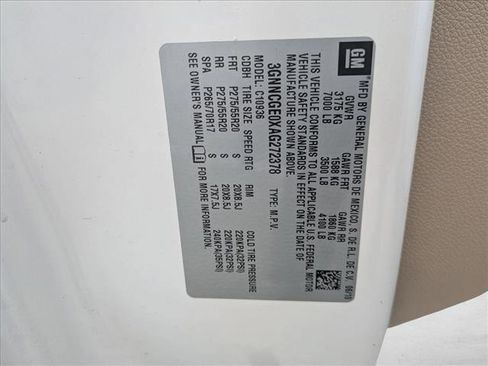 GM
MFD BY GENERAL MOTORS DE MEXICO S. DE R.L. DE C.V. 06/10
GVWR GAWR FRT GAWR RR
3175 KG 1588 KG 1860 KG
7000 LB 3500 LB 4100 LB
THIS VEHICLE CONFORMS TO ALL APPLICABLE U.S. FEDERAL MOTOR
VEHICLE SAFETY STANDARDS IN EFFECT ON THE DATE OF
MANUFACTURE SHOWN ABOVE.
3GNNCGE0XAG272378 TYPE: M.P.V.
MODEL: C10936
CDBH TIRE SIZE SPEED RTG RIM COLD TIRE PRESSURE
FRT P275/55R20 S 20X8.5J 220KPA(32PSI)
RR P275/55R20 S 20X8.5J 220KPA(32PSI)
SPA P265/70R17 S 17X7.5J 240KPA(35PSI)
SEE OWNER'S MANUAL